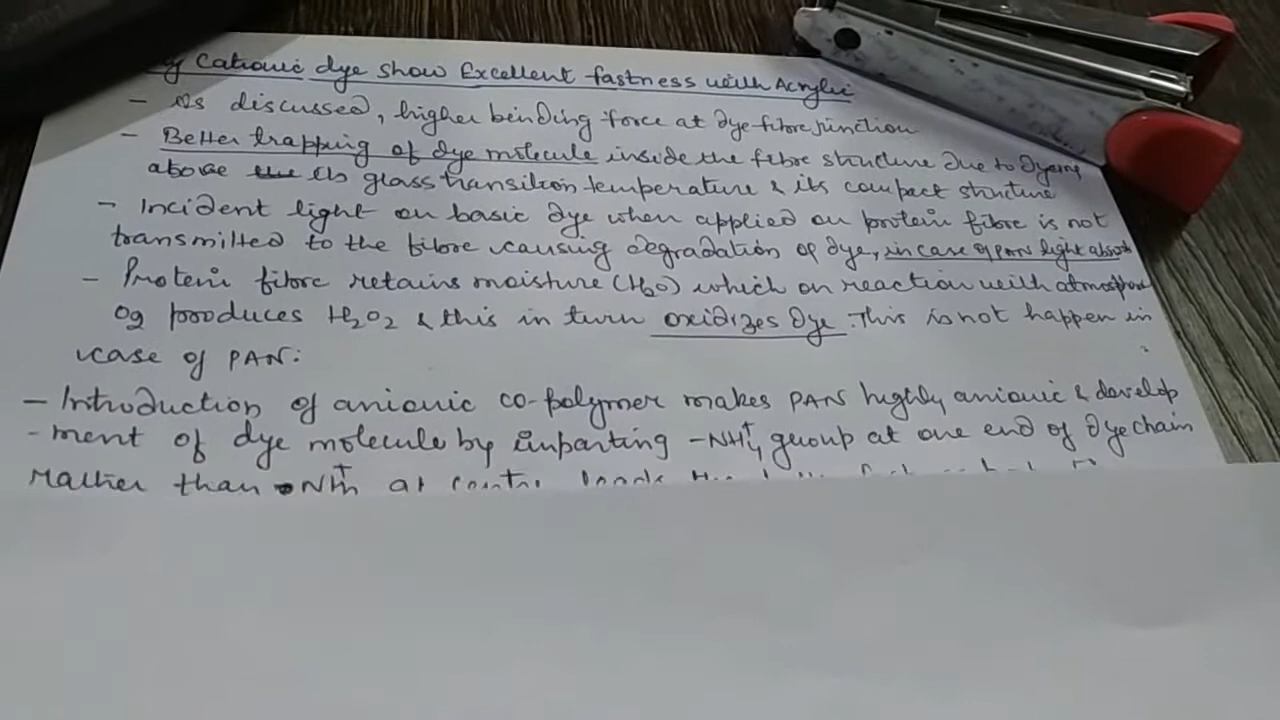 Cationic dye show Excellent fastness with Acrylic
- As discussed, higher beinding force at dye-fibre junction
- Better trapping of dye molecule inside the fibre structure due to Dyeing
above its glass transition temperature & its compact structure
- Incident light on basic dye when applied on protein fibre is not
transmitted to the fibre causing degradation of dye, in case of PAN light absorb
- Protein fibre retains moisture (H2O) which on reaction with atmosphere
O2 produces H2O2 & this in turn oxidizes dye. This is not happen in
case of PAN.
- Introduction of anionic co-polymer makes PAN highly anionic & develop
-ment of dye molecule by imparting -NH4+ group at one end of dye chain
rather than at